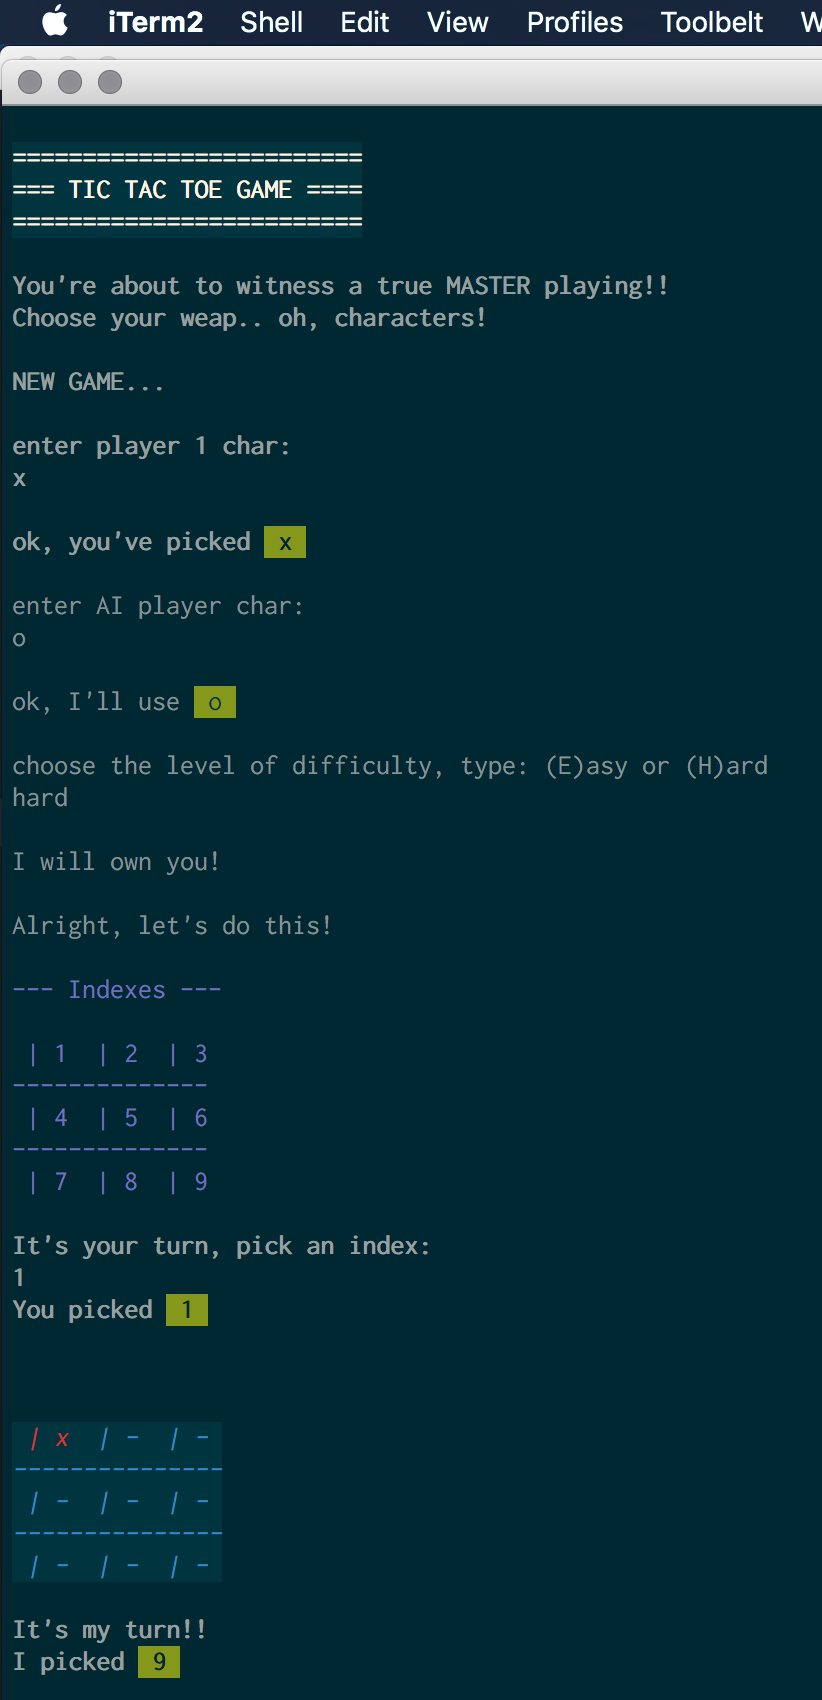 iTerm2 Shell Edit View Profiles Toolbelt
=========================
=== TIC TAC TOE GAME ====
=========================
You're about to witness a true MASTER playing!!
Choose your weap.. oh, characters!
NEW GAME...
enter player 1 char:
x
ok, you've picked x
enter AI player char:
o
ok, I'll use o
choose the level of difficulty, type: (E)asy or (H)ard
hard
I will own you!
Alright, let's do this!
--- Indexes ---
| 1 | 2 | 3
--------------
| 4 | 5 | 6
--------------
| 7 | 8 | 9
It's your turn, pick an index:
1
You picked 1
| x | - | -
---------------
| - | - | -
---------------
| - | - | -
It's my turn!!
I picked 9